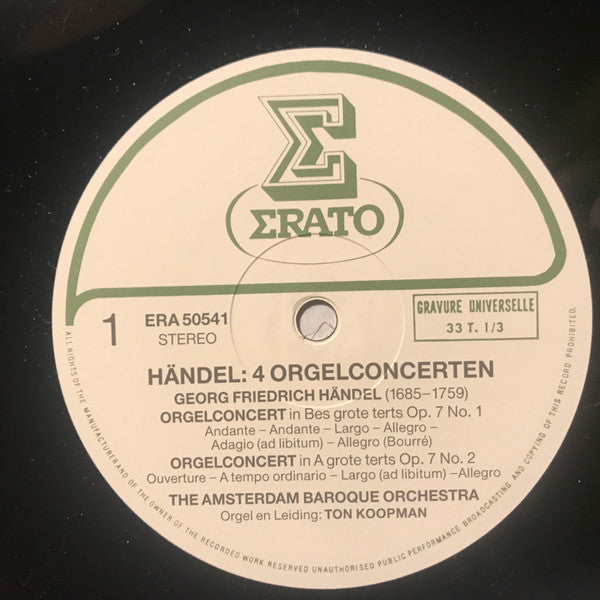 Σ
ΣRATO
1
ERA 50541
STEREO
GRAVURE UNIVERSELLE
33 T. 1/3
HÄNDEL: 4 ORGELCONCERTEN
GEORG FRIEDRICH HÄNDEL (1685–1759)
ORGELCONCERT in Bes grote terts Op. 7 No. 1
Andante – Andante – Largo – Allegro –
Adagio (ad libitum) – Allegro (Bourré)
ORGELCONCERT in A grote terts Op. 7 No. 2
Ouverture – A tempo ordinario – Largo (ad libitum) –Allegro
THE AMSTERDAM BAROQUE ORCHESTRA
Orgel en Leiding: TON KOOPMAN
ALL RIGHTS OF THE MANUFACTURER AND OF THE OWNER OF THE RECORDED WORK RESERVED UNAUTHORISED PUBLIC PERFORMANCE BROADCASTING AND COPYING OF THIS RECORD PROHIBITED.